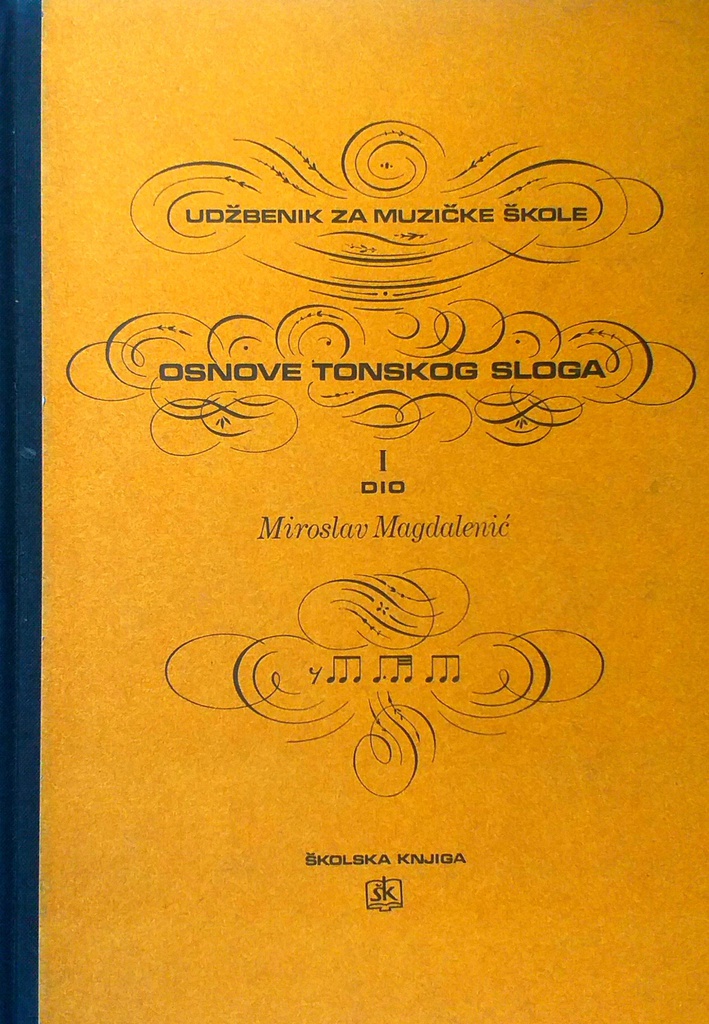 UDŽBENIK ZA MUZIČKE ŠKOLE
OSNOVE TONSKOG SLOGA
I
DIO
Miroslav Magdalenić
ŠKOLSKA KNJIGA
ŠK